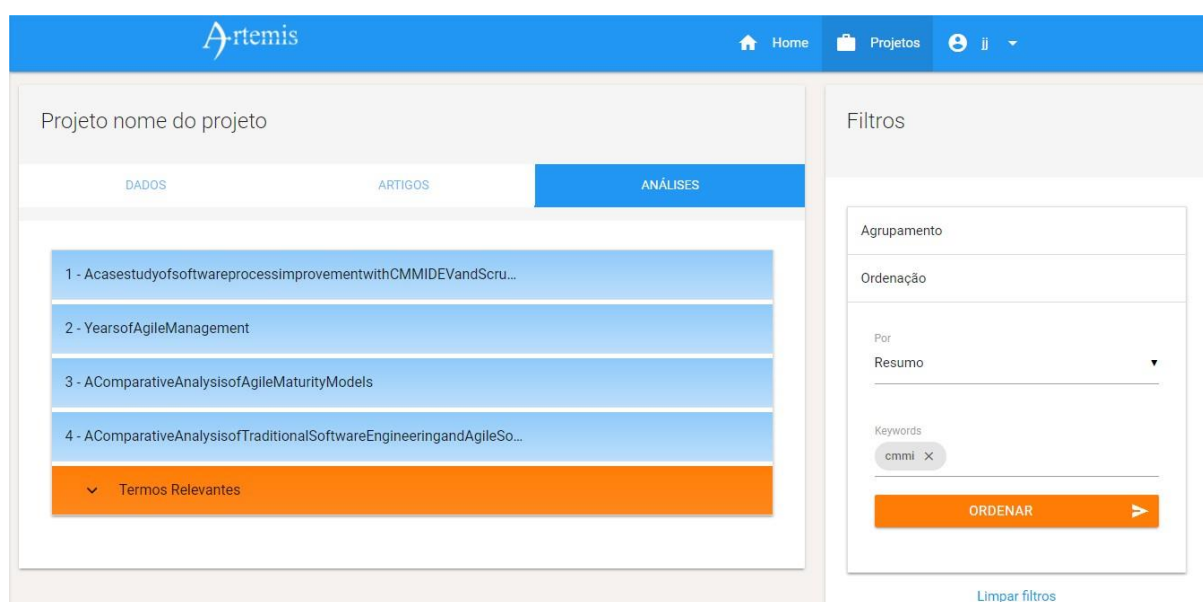 Artemis
Home
Projetos
jj
Projeto nome do projeto
DADOS
ARTIGOS
ANÁLISES
1 - AcasestudyofsoftwareprocessimprovementwithCMMIDEVandScru...
2 - YearsofAgileManagement
3 - AComparativeAnalysisofAgileMaturityModels
4 - AComparativeAnalysisofTraditionalSoftwareEngineeringandAgileSo...
Termos Relevantes
Filtros
Agrupamento
Ordenação
Por
Resumo
Keywords
cmmi
ORDENAR
Limpar filtros